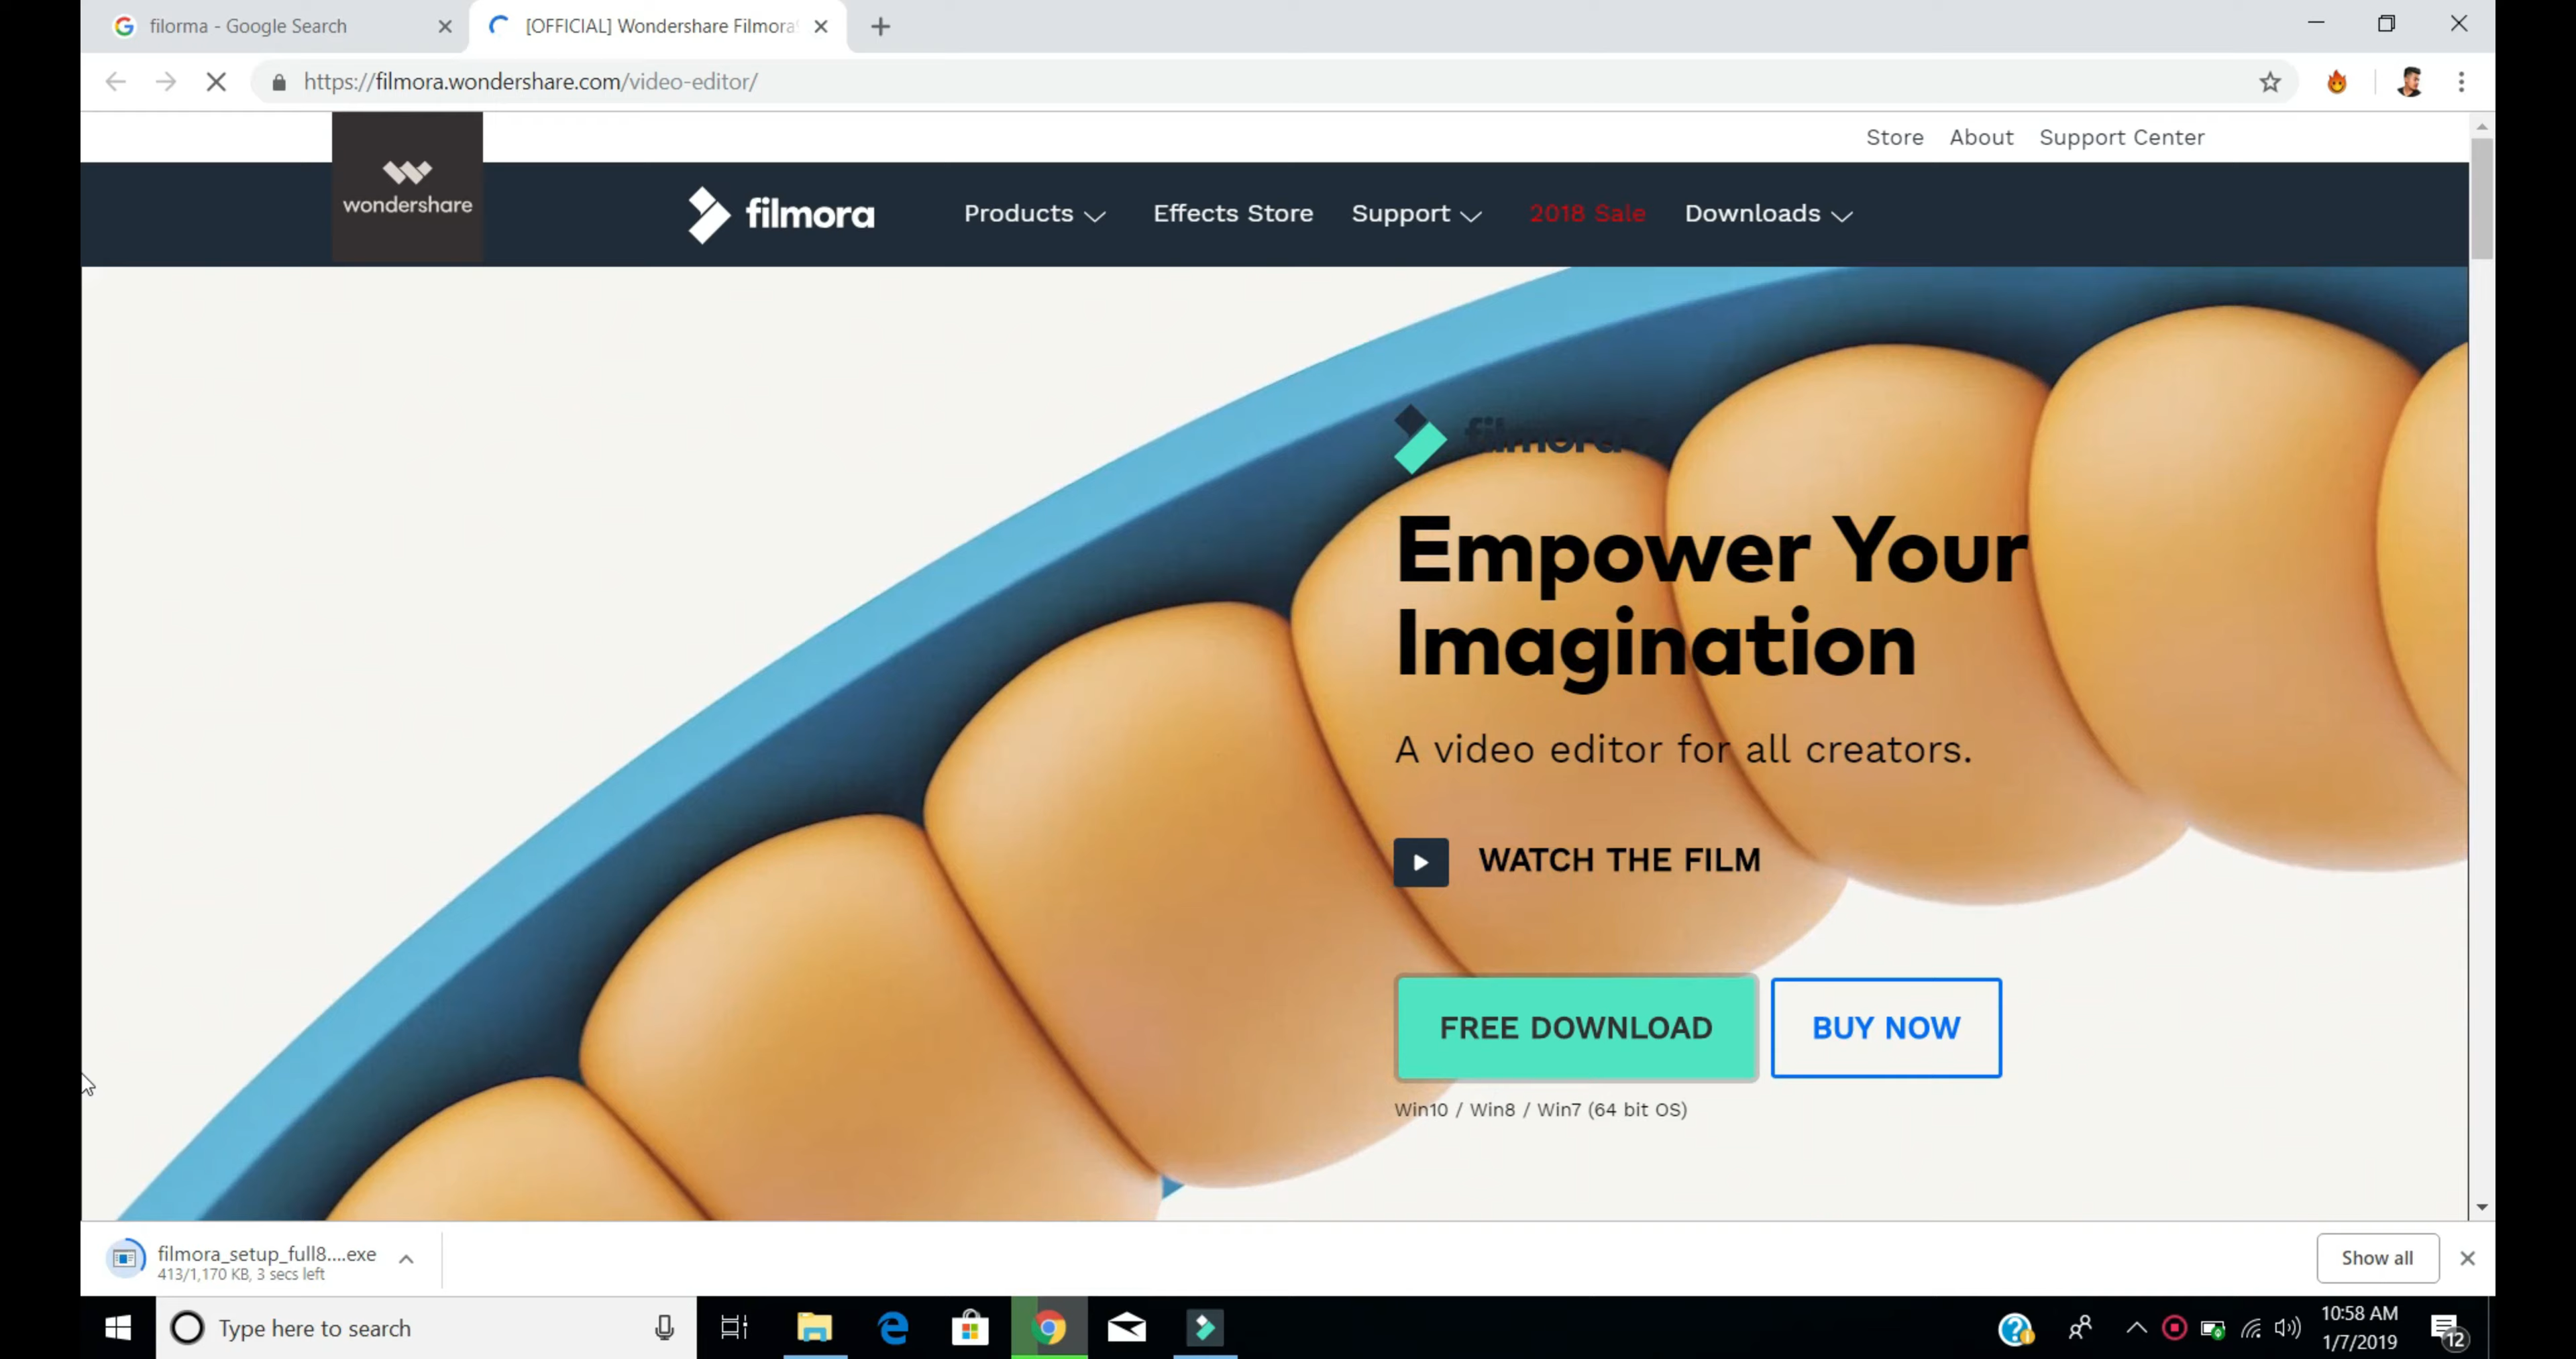 filorma - Google Search
[OFFICIAL] Wondershare Filmora9
https://filmora.wondershare.com/video-editor/
Store About Support Center
wondershare
filmora Products Effects Store Support 2018 Sale Downloads
filmora
Empower Your
Imagination
A video editor for all creators.
WATCH THE FILM
FREE DOWNLOAD BUY NOW
Win10 / Win8 / Win7 (64 bit OS)
filmora_setup_full8....exe
413/1,170 KB, 3 secs left
Show all
Type here to search
10:58 AM
1/7/2019
12